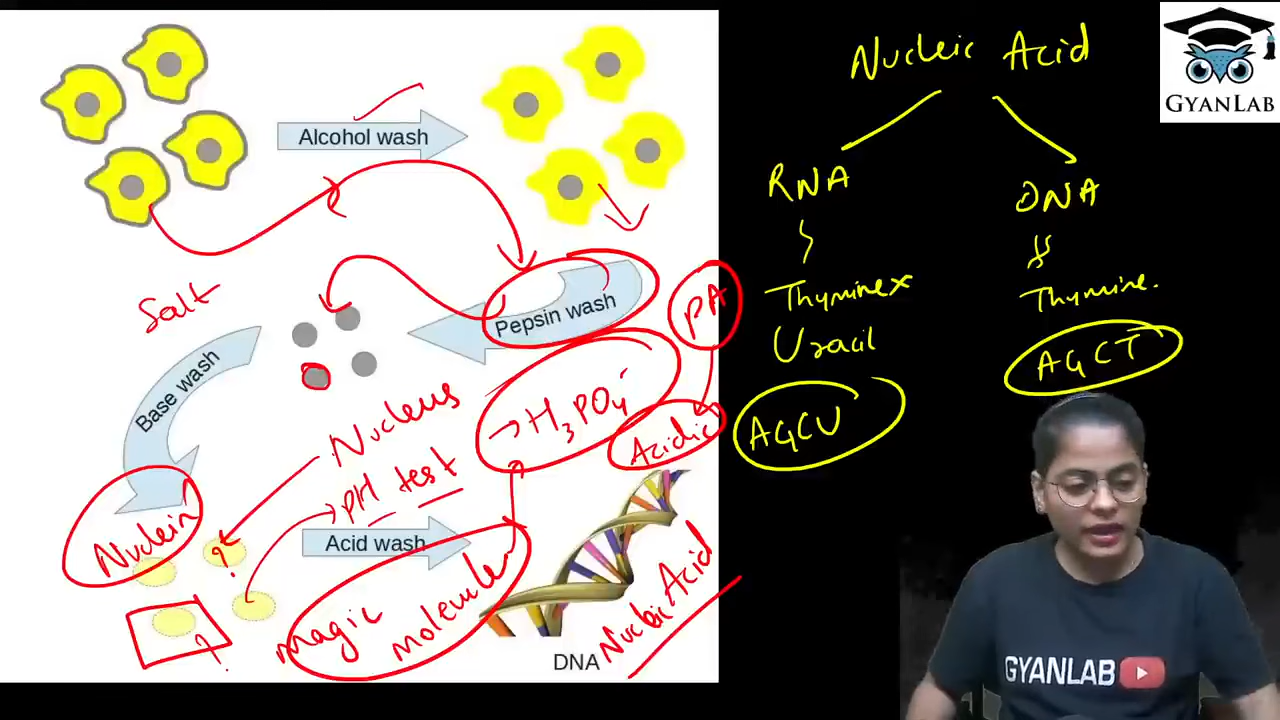 Alcohol wash
Salt
Pepsin wash
PA
Base wash
Nucleus
→ H₃PO₄⁻
Acidic
pH test
Nuclein
?
Acid wash
magic
molecule
?
DNA
Nucleic Acid
Nucleic Acid
RNA
DNA
Thymine x
Thymine.
Uracil
AGCT
AGCU
GYANLAB
GYANLAB